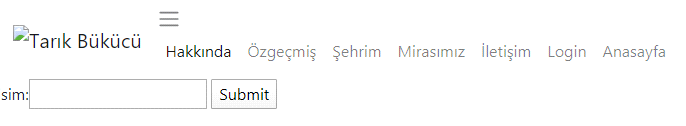 Tarık Bükücü
Hakkında Özgeçmiş Şehrim Mirasımız İletişim Login Anasayfa
sim: Submit